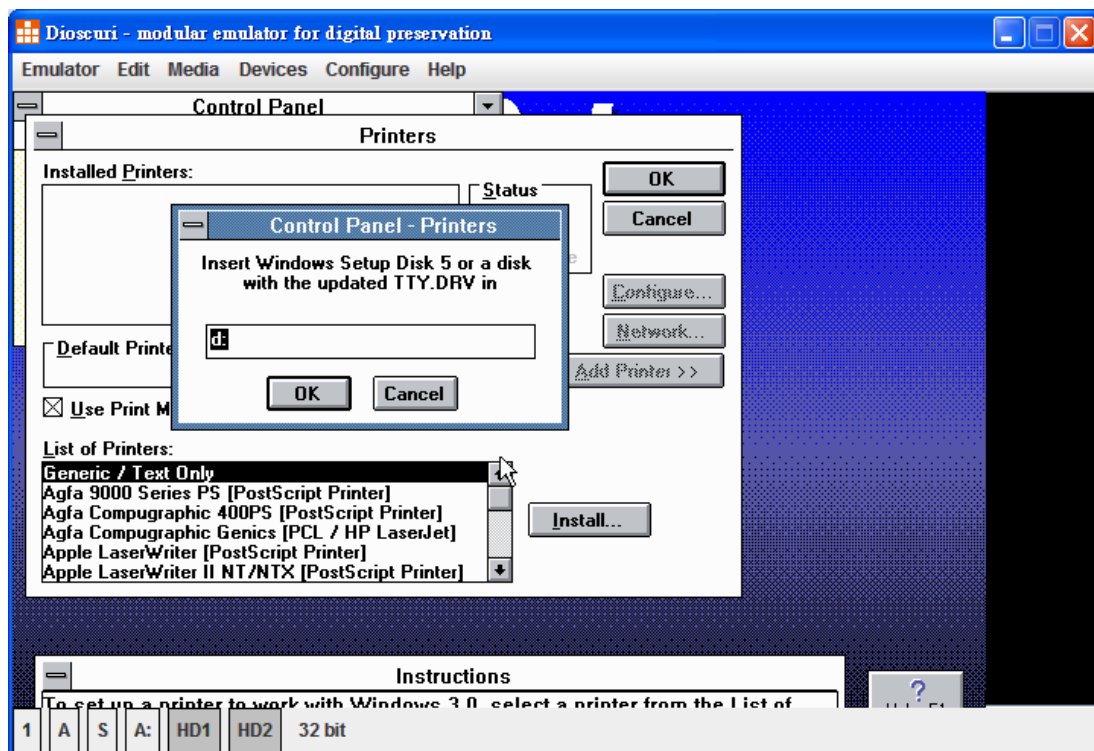 Dioscuri - modular emulator for digital preservation
Emulator Edit Media Devices Configure Help
Control Panel
Printers
Installed Printers:
Status
OK
Cancel
Control Panel - Printers
Insert Windows Setup Disk 5 or a disk
with the updated TTY.DRV in
d:
OK Cancel
Configure...
Network...
Default Printe
Add Printer >>
Use Print M
List of Printers:
Generic / Text Only
Agfa 9000 Series PS [PostScript Printer]
Agfa Compugraphic 400PS [PostScript Printer]
Agfa Compugraphic Genics [PCL / HP LaserJet]
Apple LaserWriter [PostScript Printer]
Apple LaserWriter II NT/NTX [PostScript Printer]
Install...
Instructions
To set up a printer to work with Windows 3.0, select a printer from the List of
?
1 A S A: HD1 HD2 32 bit